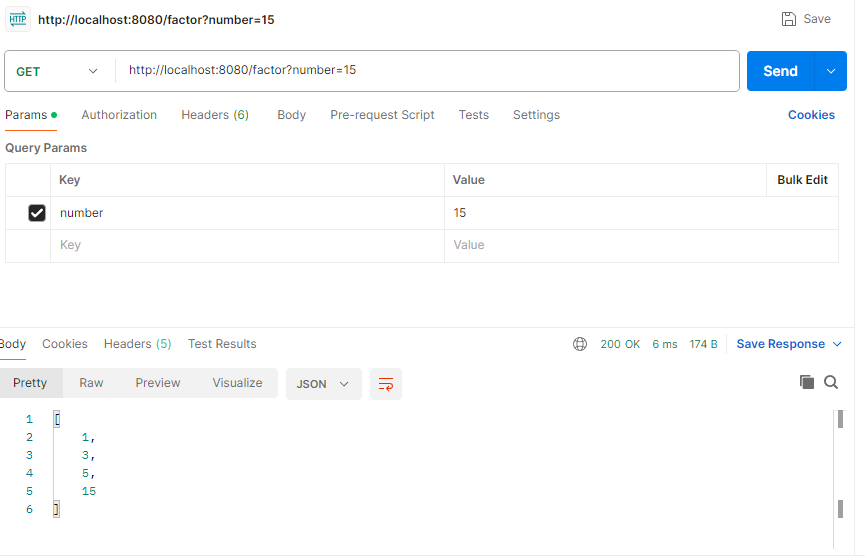 HTTP http://localhost:8080/factor?number=15 Save
GET http://localhost:8080/factor?number=15 Send
Params Authorization Headers (6) Body Pre-request Script Tests Settings Cookies
Query Params
Key Value Bulk Edit
number 15
Key Value
Body Cookies Headers (5) Test Results 200 OK 6 ms 174 B Save Response
Pretty Raw Preview Visualize JSON
1 [
2 1,
3 3,
4 5,
5 15
6 ]